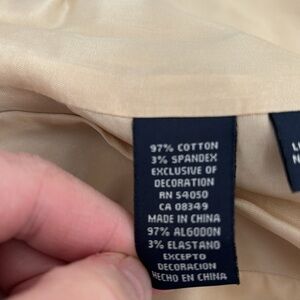 97% COTTON
3% SPANDEX
EXCLUSIVE OF
DECORATION
RN 54050
CA 08349
MADE IN CHINA
97% ALGODON
3% ELASTANO
EXCEPTO
DECORACION
HECHO EN CHINA